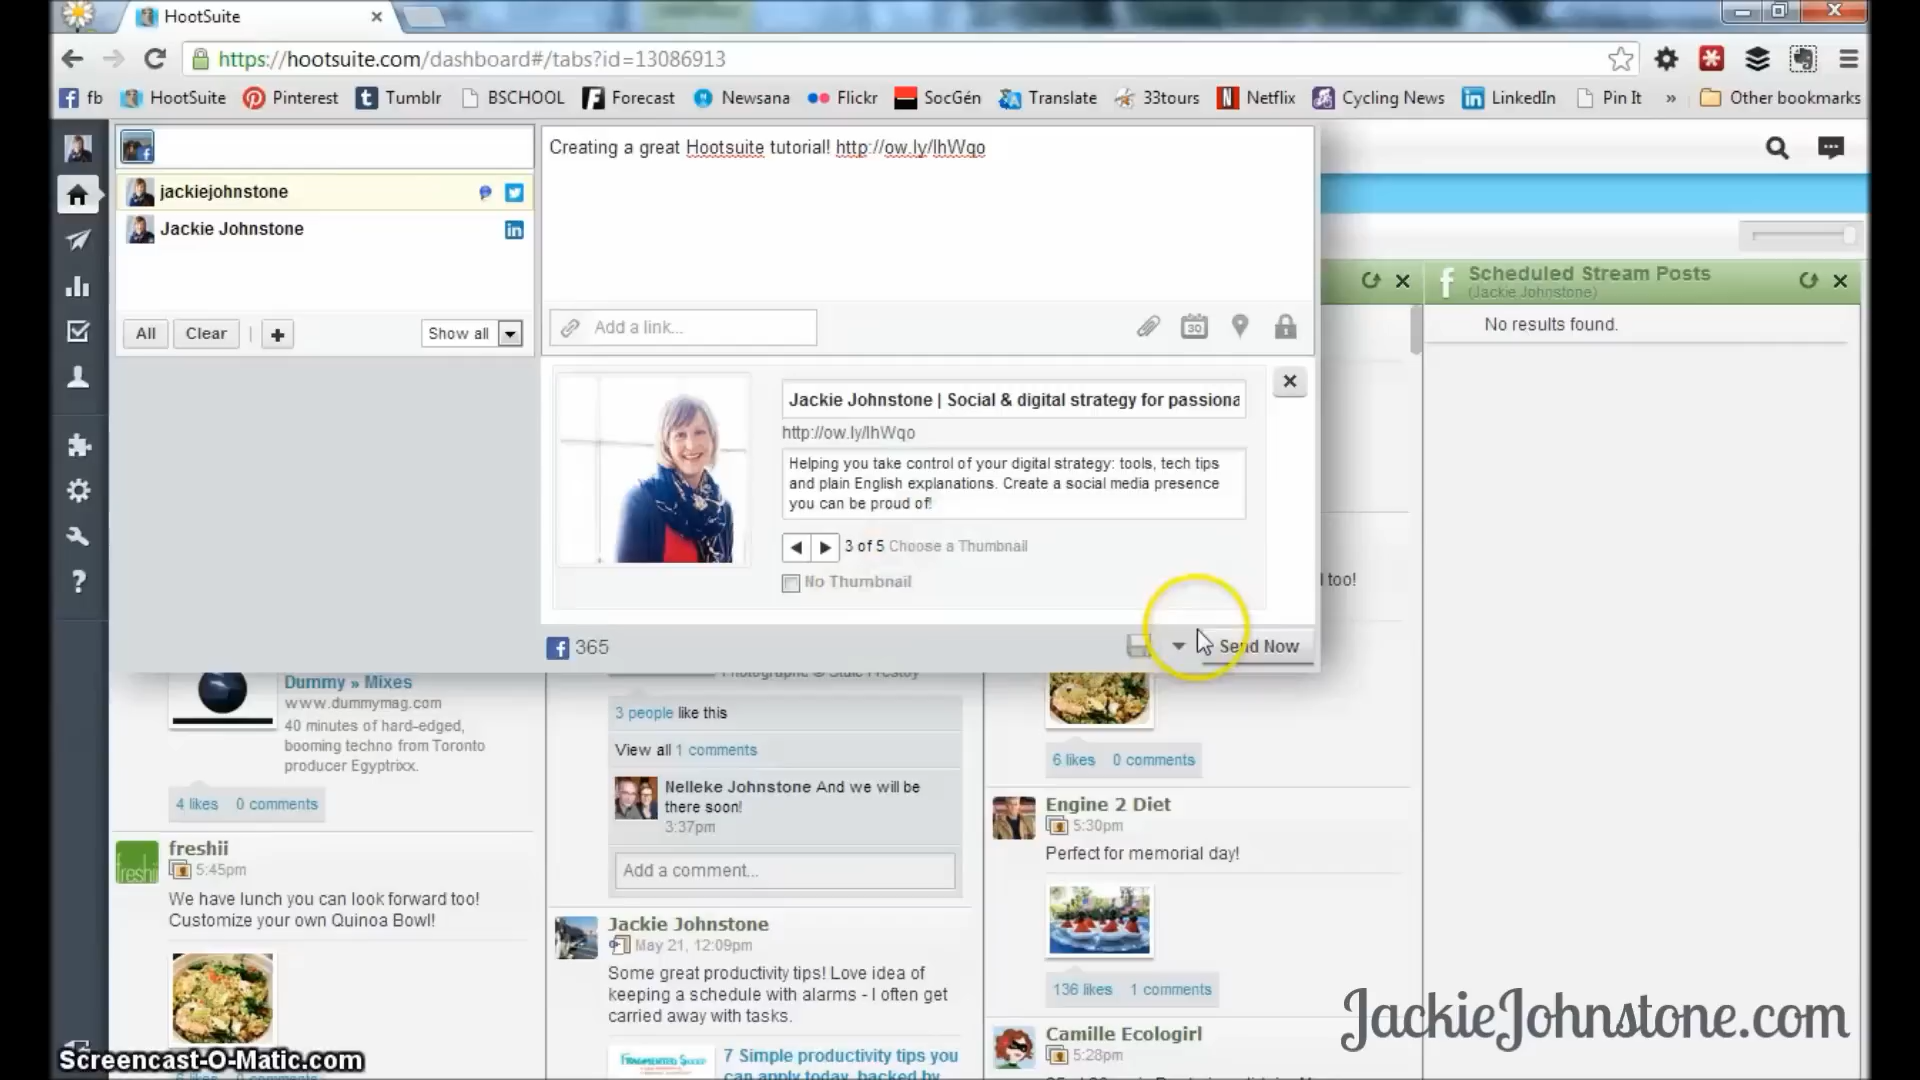 HootSuite
https://hootsuite.com/dashboard#/tabs?id=13086913
fb HootSuite Pinterest Tumblr BSCHOOL Forecast Newsana Flickr SocGén Translate 33tours Netflix Cycling News LinkedIn Pin It » Other bookmarks
Creating a great Hootsuite tutorial! http://ow.ly/lhWqo
jackiejohnstone
Jackie Johnstone
All Clear Show all
Add a link...
30
Scheduled Stream Posts
(Jackie Johnstone)
No results found.
Jackie Johnstone | Social & digital strategy for passiona
http://ow.ly/lhWqo
Helping you take control of your digital strategy: tools, tech tips
and plain English explanations. Create a social media presence
you can be proud of!
3 of 5 Choose a Thumbnail
No Thumbnail
too!
365
Send Now
Dummy » Mixes
www.dummymag.com
40 minutes of hard-edged,
booming techno from Toronto
producer Egyptrixx.
4 likes 0 comments
freshii
freshii
5:45pm
We have lunch you can look forward too!
Customize your own Quinoa Bowl!
3 people like this
View all 1 comments
Nelleke Johnstone And we will be
there soon!
3:37pm
Add a comment...
Jackie Johnstone
May 21, 12:09pm
Some great productivity tips! Love idea of
keeping a schedule with alarms - I often get
carried away with tasks.
7 Simple productivity tips you
can apply today, backed by
6 likes 0 comments
Engine 2 Diet
5:30pm
Perfect for memorial day!
136 likes 1 comments
Camille Ecologirl
5:28pm
JackieJohnstone.com
Screencast-O-Matic.com